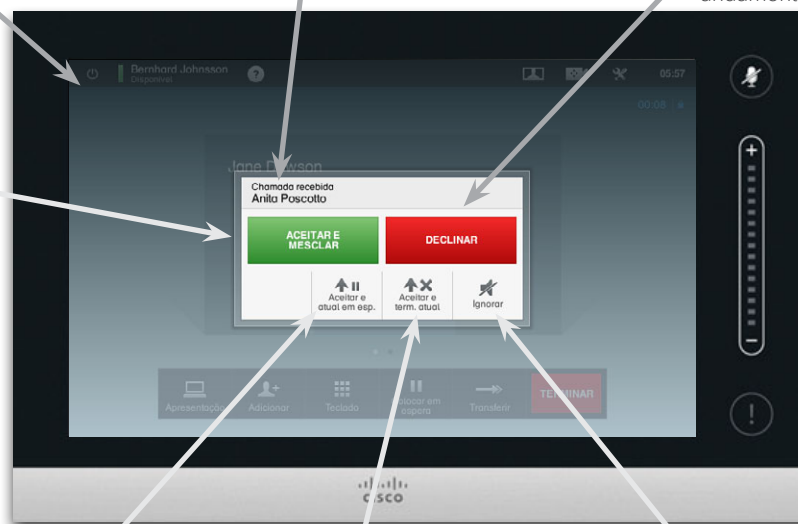 andament
Bernhard Johnsson
Disponível
?
05:57
00:08
Jane Dawson
Chamada recebida
Anita Poscotto
ACEITAR E
MESCLAR
DECLINAR
Aceitar e
atual em esp.
Aceitar e
term. atual
Ignorar
Apresentação
Adicionar
Teclado
Colocar em
espera
Transferir
TERMINAR
+
-
!
cisco